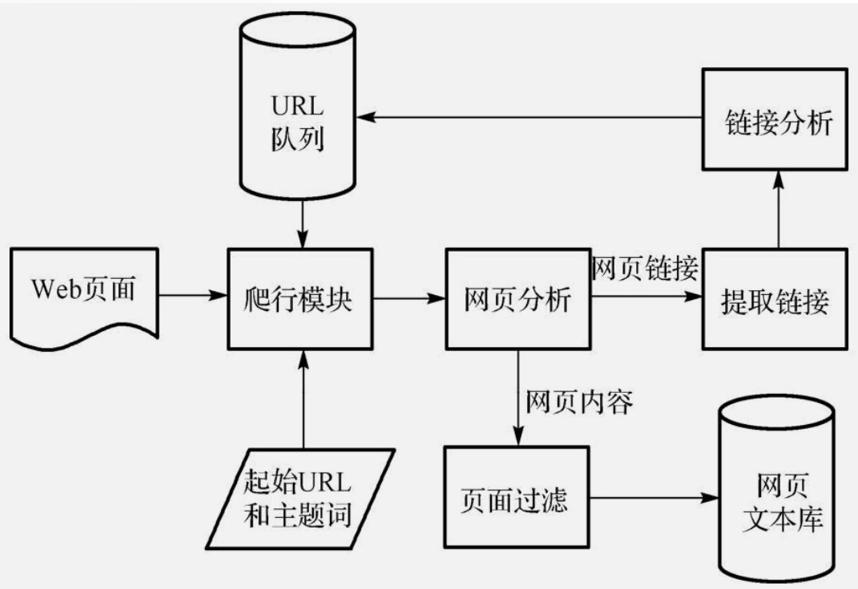 URL
队列
链接分析
Web页面
爬行模块
网页分析
网页链接
提取链接
网页内容
起始URL
和主题词
页面过滤
网页
文本库